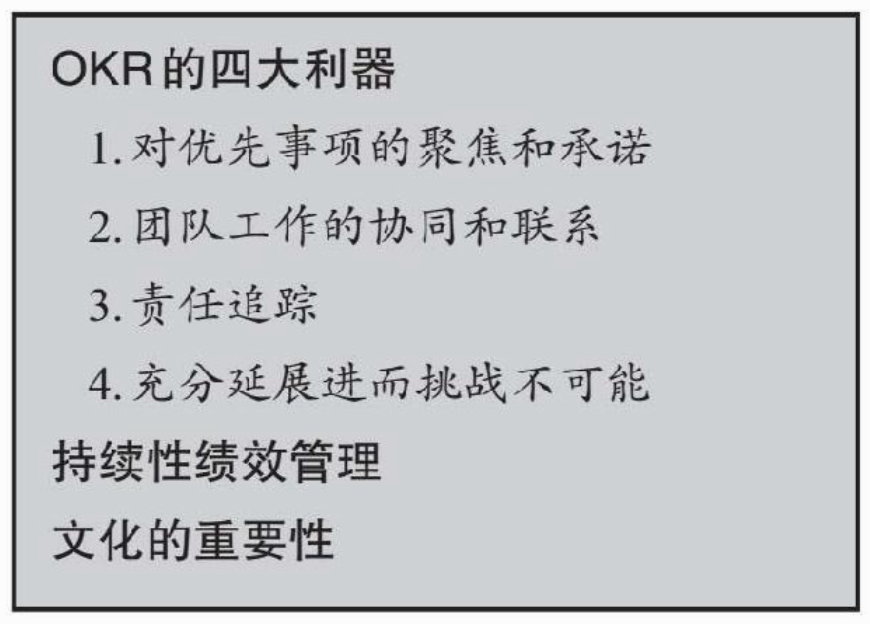 OKR的四大利器
1.对优先事项的聚焦和承诺
2.团队工作的协同和联系
3.责任追踪
4.充分延展进而挑战不可能
持续性绩效管理
文化的重要性